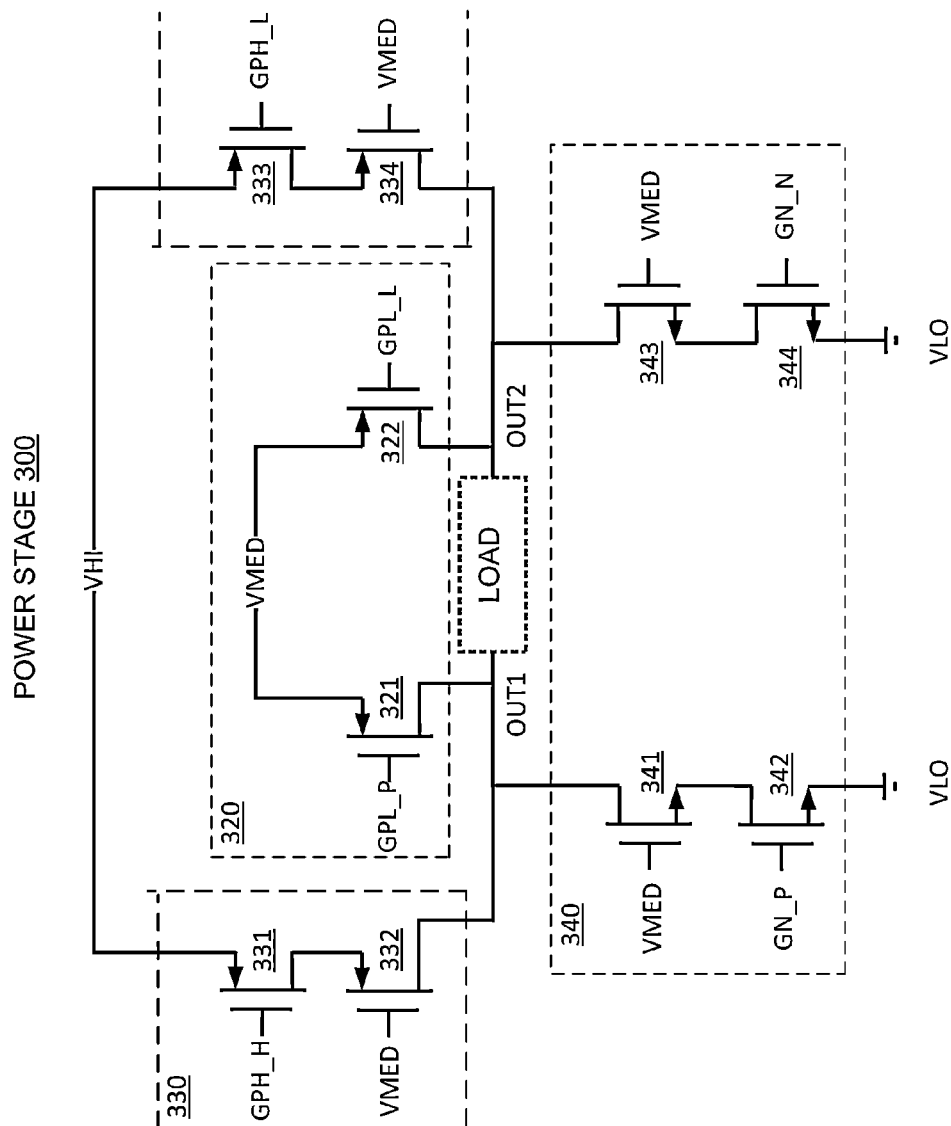 POWER STAGE 300
VHI
330
GPH_H
331
VMED
332
320
VMED
GPL_P
321
322
GPL_L
333
GPH_L
334
VMED
OUT1
LOAD
OUT2
340
VMED
341
GN_P
342
343
VMED
344
GN_N
VLO
VLO